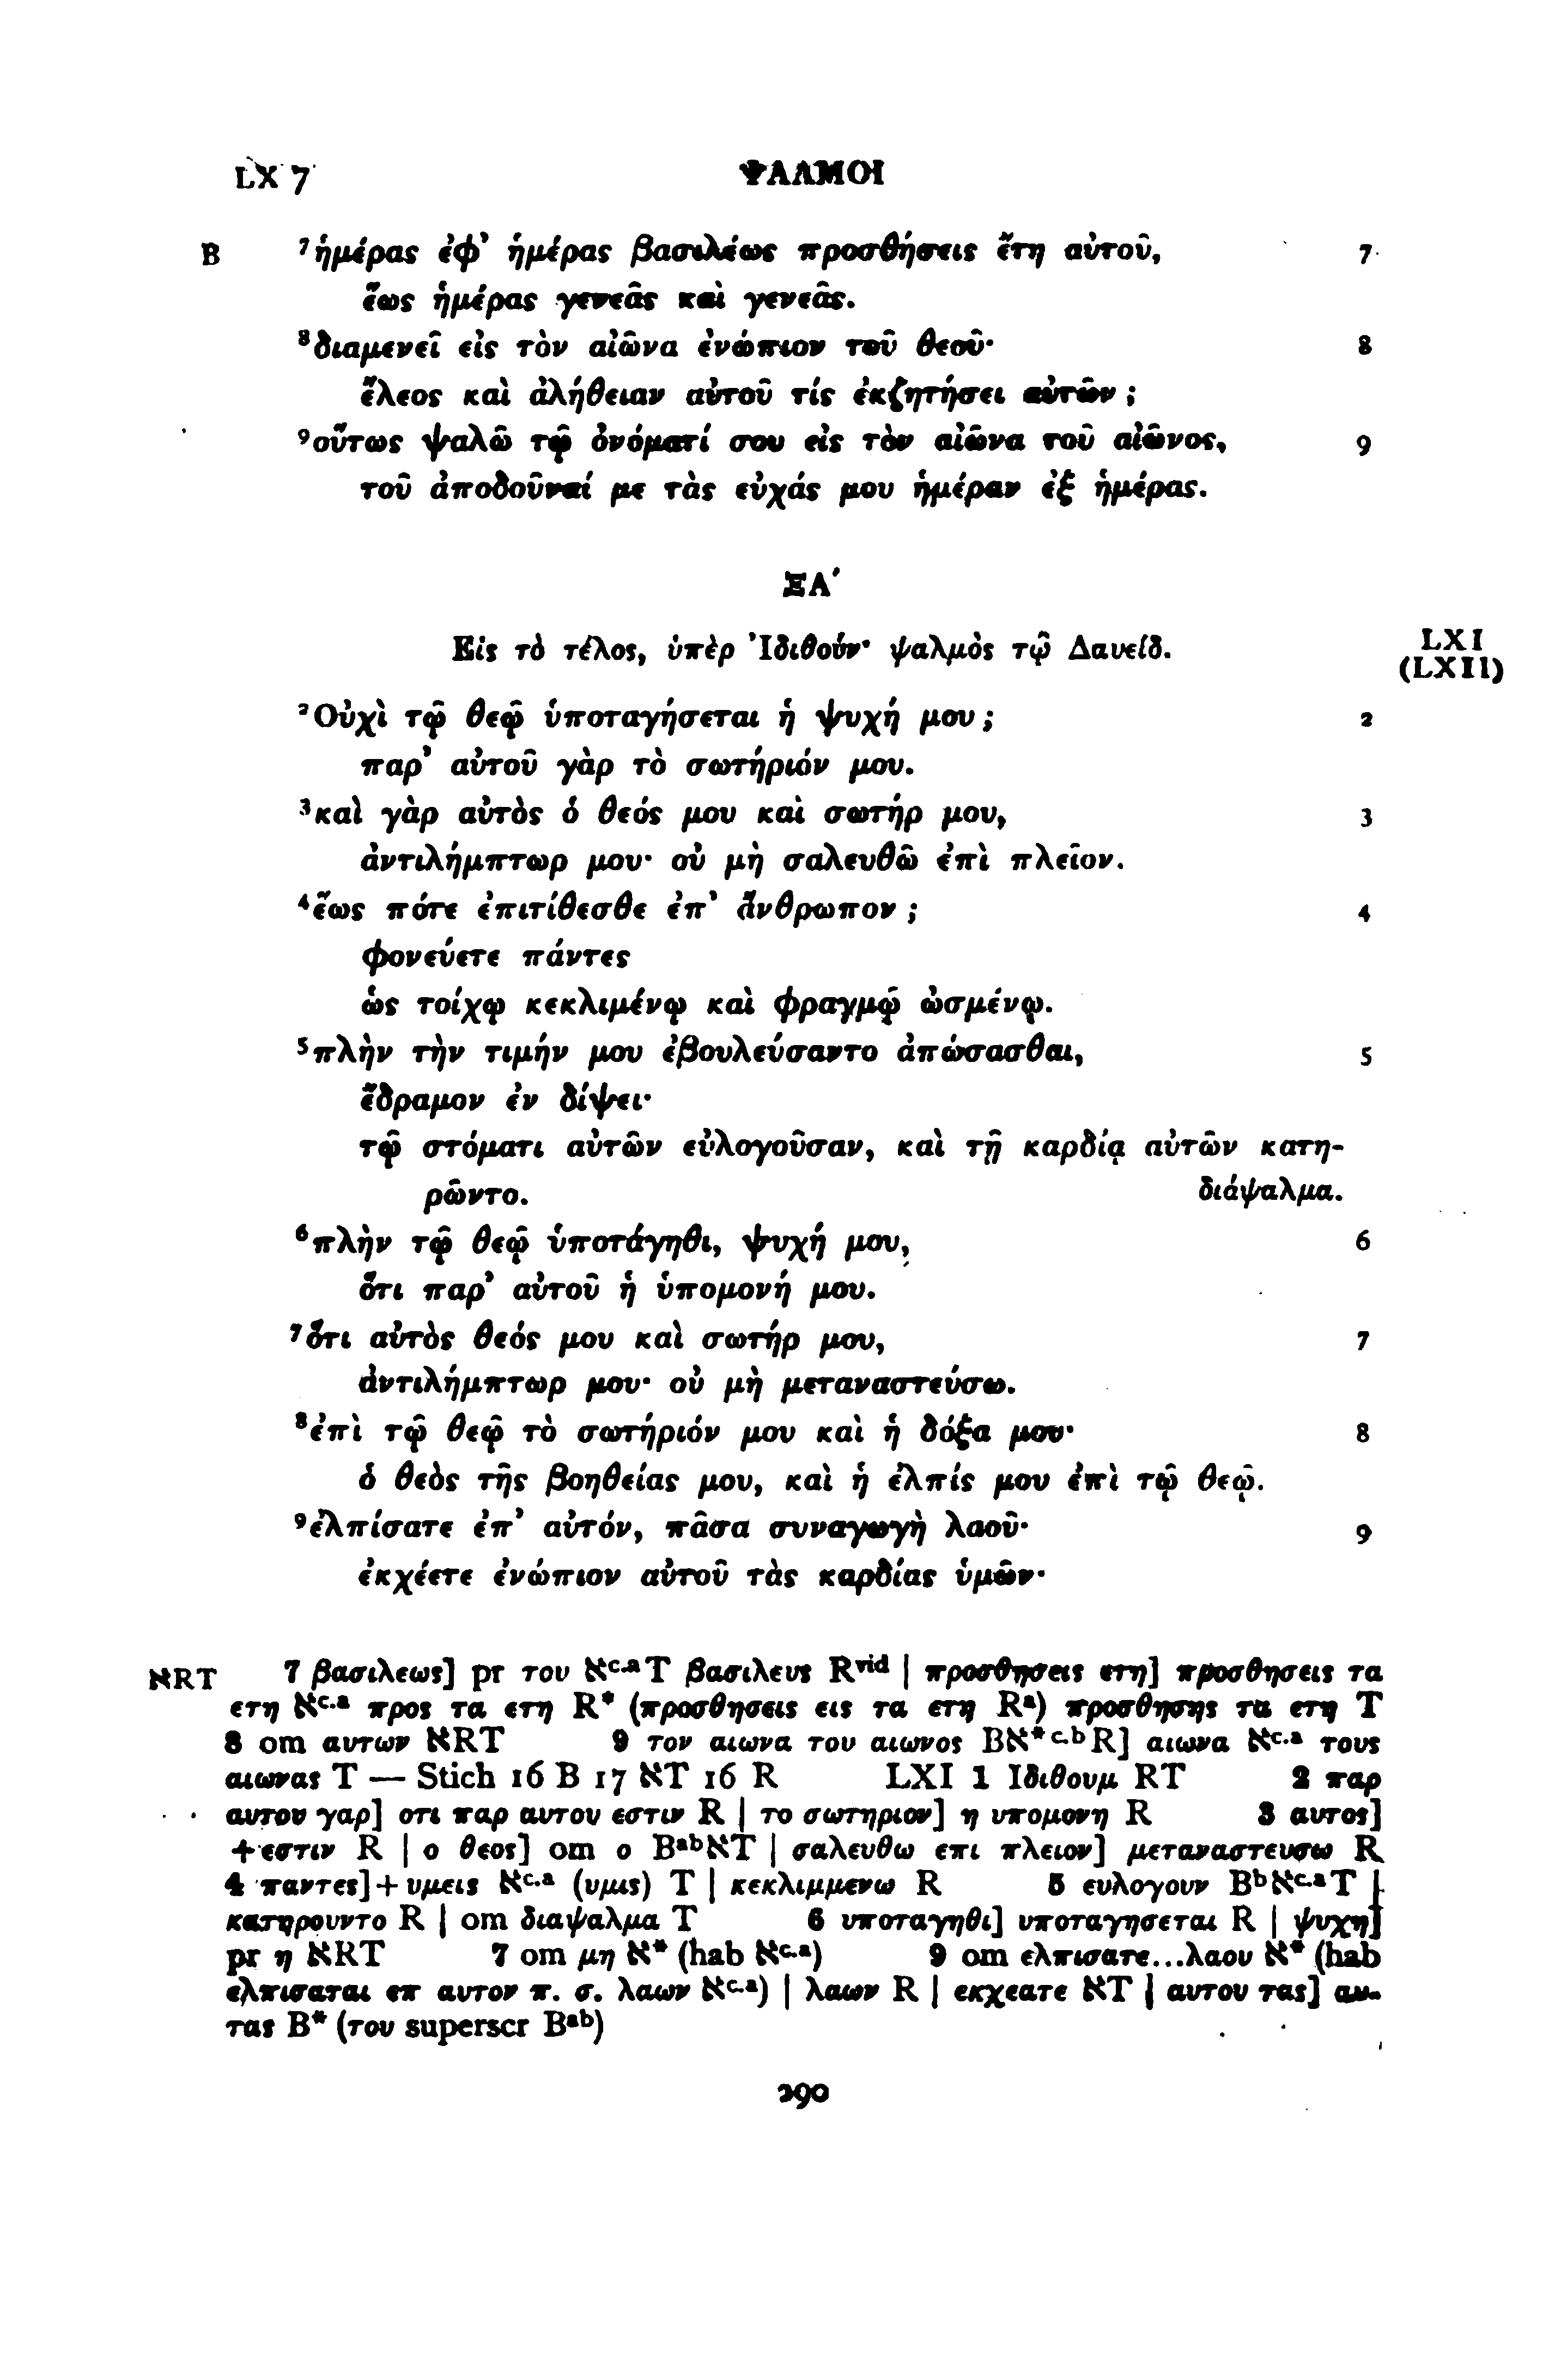 LX 7 ΨΑΛΜΟΙ
B ⁷ἡμέρας ἐφ’ ἡμέρας βασιλέως προσθήσεις ἔτη αὐτοῦ, 7
ἕως ἡμέρας γενεᾶς καὶ γενεᾶς.
⁸διαμενεῖ εἰς τὸν αἰῶνα ἐνώπιον τοῦ θεοῦ· 8
ἔλεος καὶ ἀλήθειαν αὐτοῦ τίς ἐκζητήσει αὐτῶν ;
⁹οὕτως ψαλῶ τῷ ὀνόματί σου εἰς τὸν αἰῶνα τοῦ αἰῶνος, 9
τοῦ ἀποδοῦναί με τὰς εὐχάς μου ἡμέραν ἐξ ἡμέρας.
ΞΑ′
Εἰς τὸ τέλος, ὑπὲρ Ἰδιθούν· ψαλμὸς τῷ Δαυείδ. LXI
(LXII)
²Οὐχὶ τῷ θεῷ ὑποταγήσεται ἡ ψυχή μου ; 2
παρ’ αὐτοῦ γὰρ τὸ σωτήριόν μου.
³καὶ γὰρ αὐτὸς ὁ θεός μου καὶ σωτήρ μου, 3
ἀντιλήμπτωρ μου· οὐ μὴ σαλευθῶ ἐπὶ πλεῖον.
⁴ἕως πότε ἐπιτίθεσθε ἐπ’ ἄνθρωπον ; 4
φονεύετε πάντες
ὡς τοίχῳ κεκλιμένῳ καὶ φραγμῷ ὠσμένῳ.
⁵πλὴν τὴν τιμήν μου ἐβουλεύσαντο ἀπώσασθαι, 5
ἔδραμον ἐν δίψει·
τῷ στόματι αὐτῶν εὐλογοῦσαν, καὶ τῇ καρδίᾳ αὐτῶν κατη-
ρῶντο. διάψαλμα.
⁶πλὴν τῷ θεῷ ὑποτάγηθι, ψυχή μου, 6
ὅτι παρ’ αὐτοῦ ἡ ὑπομονή μου.
⁷ὅτι αὐτὸς θεός μου καὶ σωτήρ μου, 7
ἀντιλήμπτωρ μου· οὐ μὴ μεταναστεύσω.
⁸ἐπὶ τῷ θεῷ τὸ σωτήριόν μου καὶ ἡ δόξα μου· 8
ὁ θεὸς τῆς βοηθείας μου, καὶ ἡ ἐλπίς μου ἐπὶ τῷ θεῷ.
⁹ἐλπίσατε ἐπ’ αὐτόν, πᾶσα συναγωγὴ λαοῦ· 9
ἐκχέετε ἐνώπιον αὐτοῦ τὰς καρδίας ὑμῶν·
אRT 7 βασιλεως] pr τον א^c.a T βασιλευς R^vid | προσθησεις ετη] προσθησεις τα
ετη א^c.a προς τα ετη R* (προσθησεις εις τα ετη R^a) προσθησης τα ετη T
8 om αυτων אRT 9 τον αιωνα του αιωνος Bא*^c.b R] αιωνα א^c.a τους
αιωνας T — Stich 16 B 17 אT 16 R LXI 1 Ιδιθουμ RT 2 παρ
αυτου γαρ] οτι παρ αυτου εστιν R | το σωτηριον] η υπομονη R 3 αυτος]
+ εστιν R | ο θεος] om ο B^ab אT | σαλευθω επι πλειον] μεταναστευσω R
4 παντες] + υμεις א^c.a (υμις) T | κεκλιμμενω R 5 ευλογουν B^b א^c.a T |
κατηρουντο R | om διαψαλμα T 6 υποταγηθι] υποταγησεται R | ψυχη]
pr η אRT 7 om μη א* (hab א^c.a) 9 om ελπισατε...λαου א* (hab
ελπισαται επ αυτον π. σ. λαων א^c.a) | λαων R | εκχεατε אT | αυτου τας] αυ-
τας B* (του superscr B^ab)
290